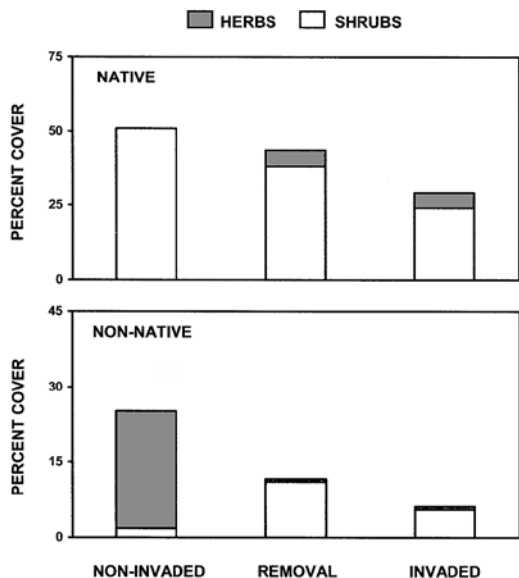 HERBS SHRUBS
75
NATIVE
50
25
0
PERCENT COVER
45
NON-NATIVE
30
15
0
PERCENT COVER
NON-INVADED REMOVAL INVADED